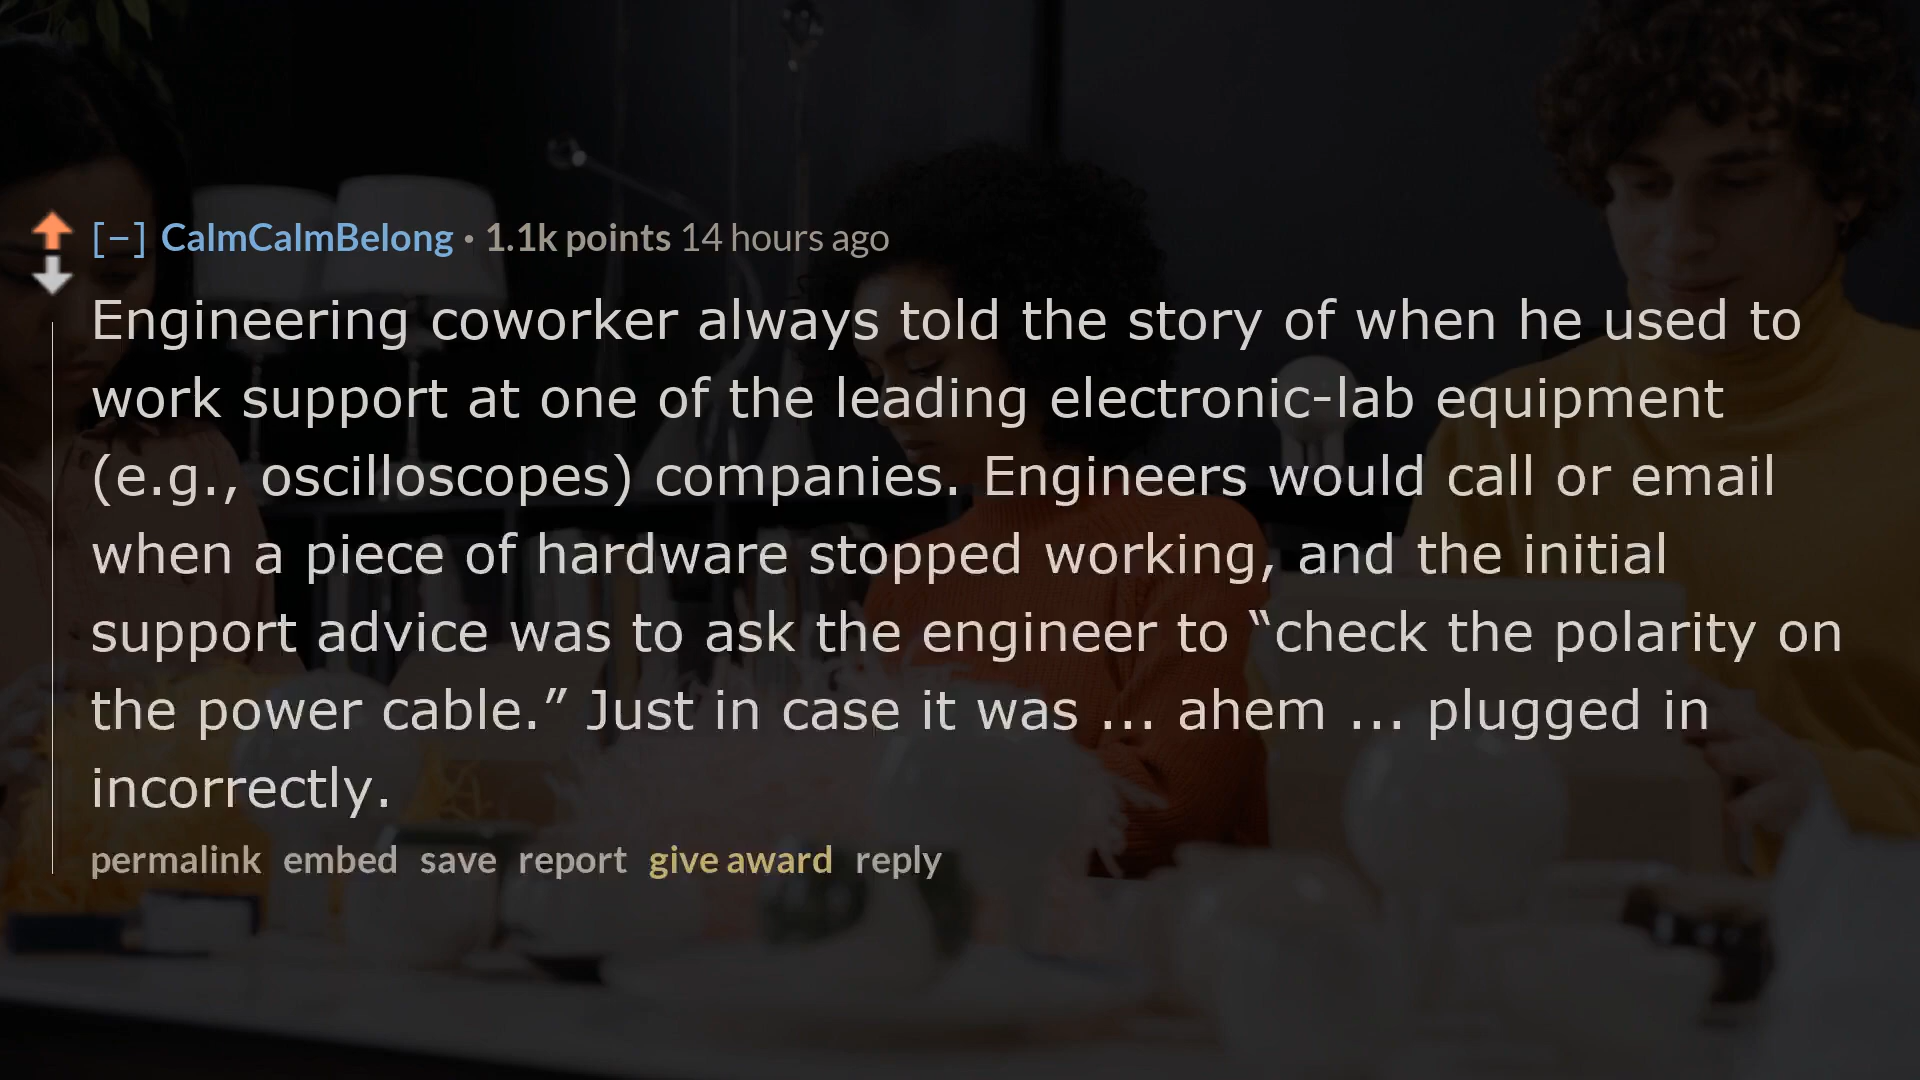 [–] CalmCalmBelong · 1.1k points 14 hours ago
Engineering coworker always told the story of when he used to
work support at one of the leading electronic-lab equipment
(e.g., oscilloscopes) companies. Engineers would call or email
when a piece of hardware stopped working, and the initial
support advice was to ask the engineer to “check the polarity on
the power cable.” Just in case it was ... ahem ... plugged in
incorrectly.
permalink embed save report give award reply